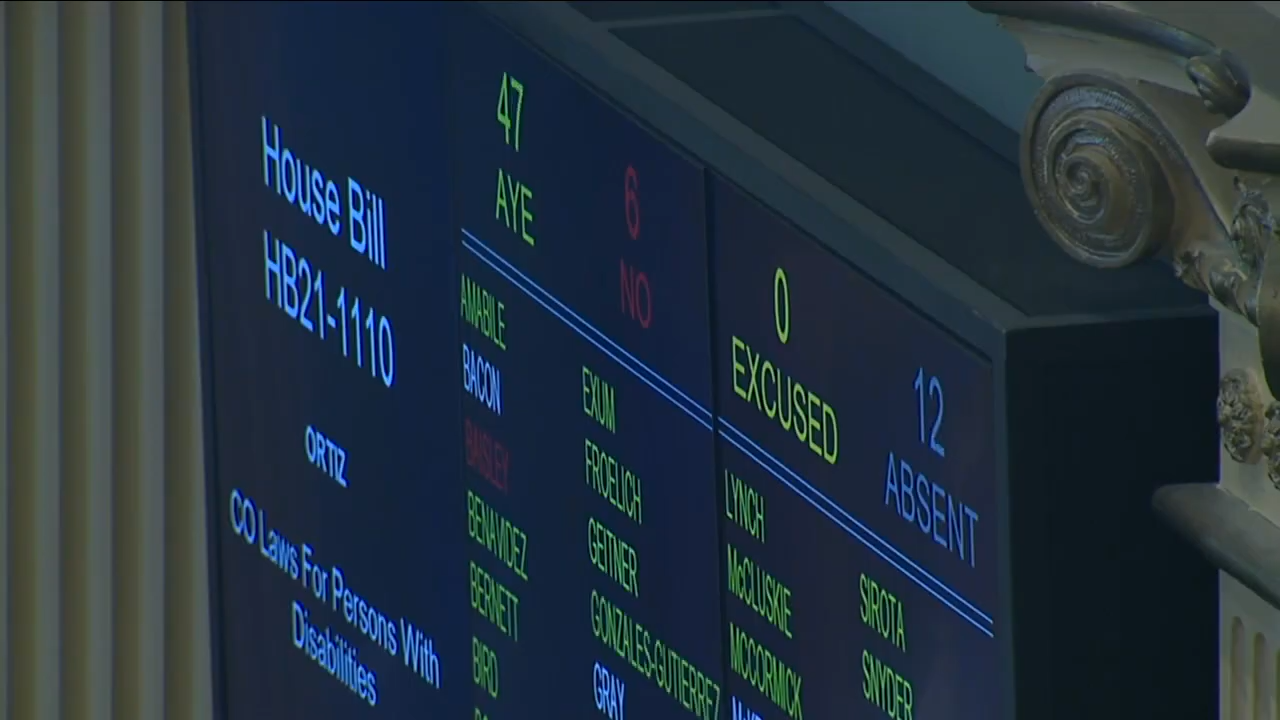 House Bill
HB21-1110
ORTIZ
CO Laws For Persons With
Disabilities
47
AYE
6
NO
0
EXCUSED
12
ABSENT
AMABILE
BACON
BAISLEY
BENAVIDEZ
BERNETT
BIRD
EXUM
FROELICH
GEITNER
GONZALES-GUTIERREZ
GRAY
LYNCH
McCLUSKIE
MCCORMICK
SIROTA
SNYDER